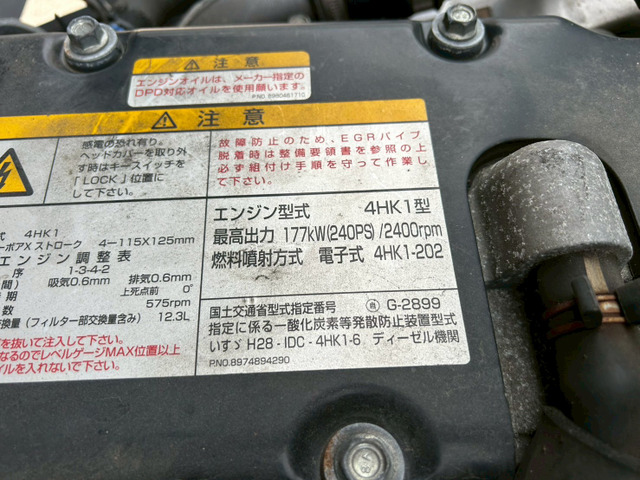 注意
エンジンオイルは、メーカー指定の
DPD対応オイルを使用願います。
P.NO.8980461710
注意
感電の恐れ有り。
ヘッドカバーを取り外
す時はキースイッチを
「LOCK」位置に
して下さい。
故障防止のため、EGRパイプ
脱着時は整備要領書を参照の上
必ず組付け手順を守って作業し
て下さい。
式 4HK1
ーボアXストローク 4-115X125mm
エンジン調整表
序 1-3-4-2
間) 吸気0.6mm 排気0.6mm
期 上死点前 0°
数 575rpm
換量(フィルター部交換量含み) 12.3L
を抜いて注入して下さい。
なるのでレベルゲージMAX位置以上
イルを入れないで下さい。
エンジン型式 4HK1型
最高出力 177kW(240PS)/2400rpm
燃料噴射方式 電子式 4HK1-202
国土交通省型式指定番号 自 G-2899
指定に係る一酸化炭素等発散防止装置型式
いすゞ H28-IDC-4HK1-6 ディーゼル機関
P.NO.8974894290